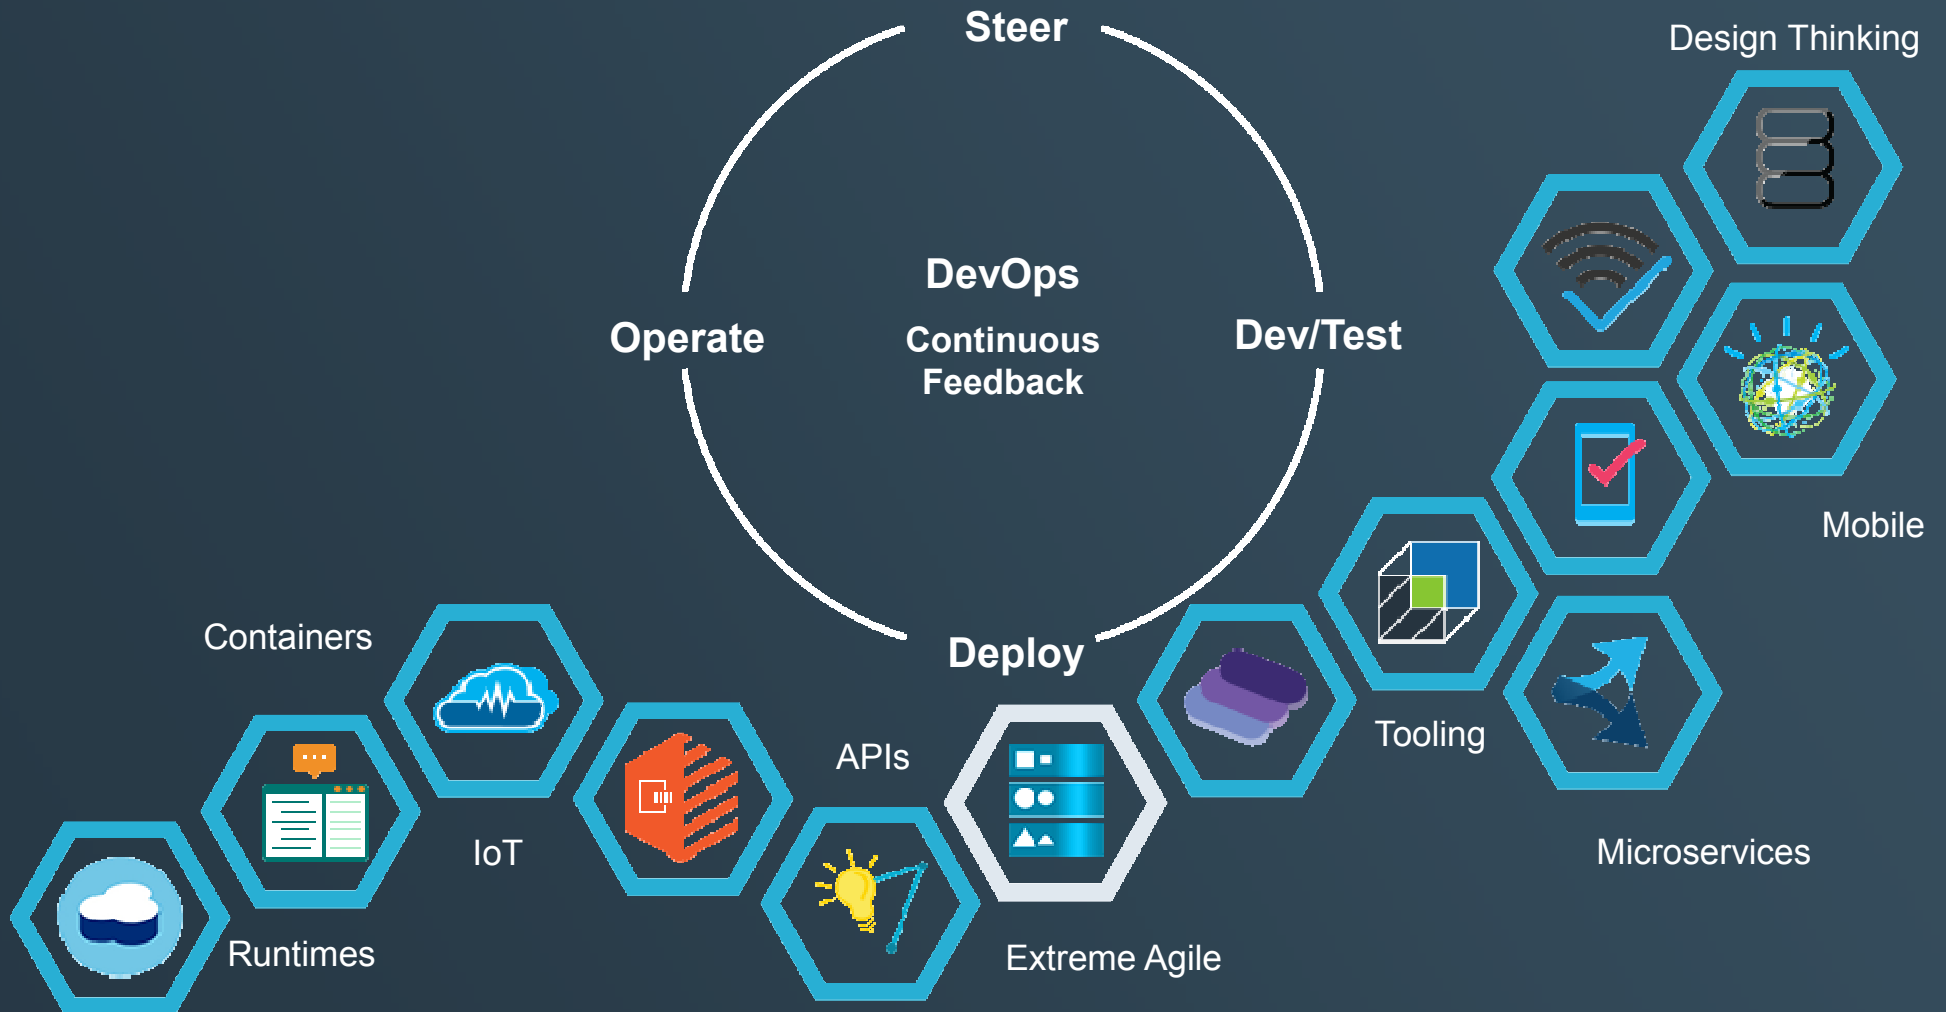 Steer
Design Thinking
DevOps
Operate
Continuous
Feedback
Dev/Test
Mobile
Containers
Deploy
Tooling
APIs
IoT
Microservices
Runtimes
Extreme Agile